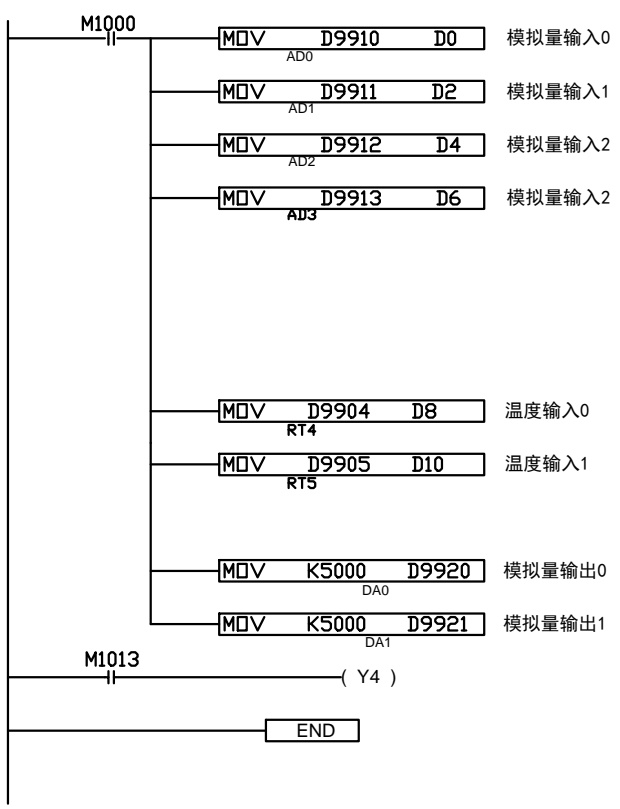 M1000
MOV D9910 D0 模拟量输入0
AD0
MOV D9911 D2 模拟量输入1
AD1
MOV D9912 D4 模拟量输入2
AD2
MOV D9913 D6 模拟量输入2
AD3
MOV D9904 D8 温度输入0
RT4
MOV D9905 D10 温度输入1
RT5
MOV K5000 D9920 模拟量输出0
DA0
MOV K5000 D9921 模拟量输出1
DA1
M1013
( Y4 )
END